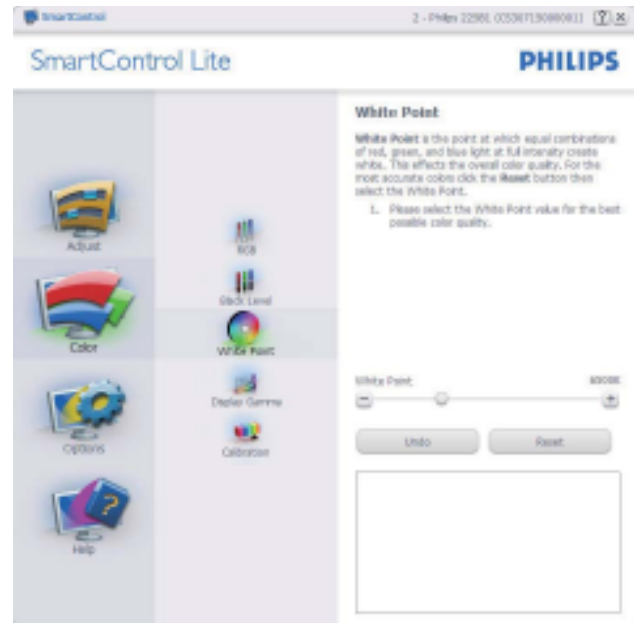 SmartControl
2 - Philips
SmartControl Lite
PHILIPS
White Point
White Point is the point at which equal combinations
of red, green, and blue light at full intensity create
white. This effects the overall color quality. For the
most accurate colors click the Reset button then
select the White Point.
1. Please select the White Point value for the best
possible color quality.
Adjust
Color
Options
Help
RGB
Black Level
White Point
Display Gamma
Calibration
White Point
Undo
Reset